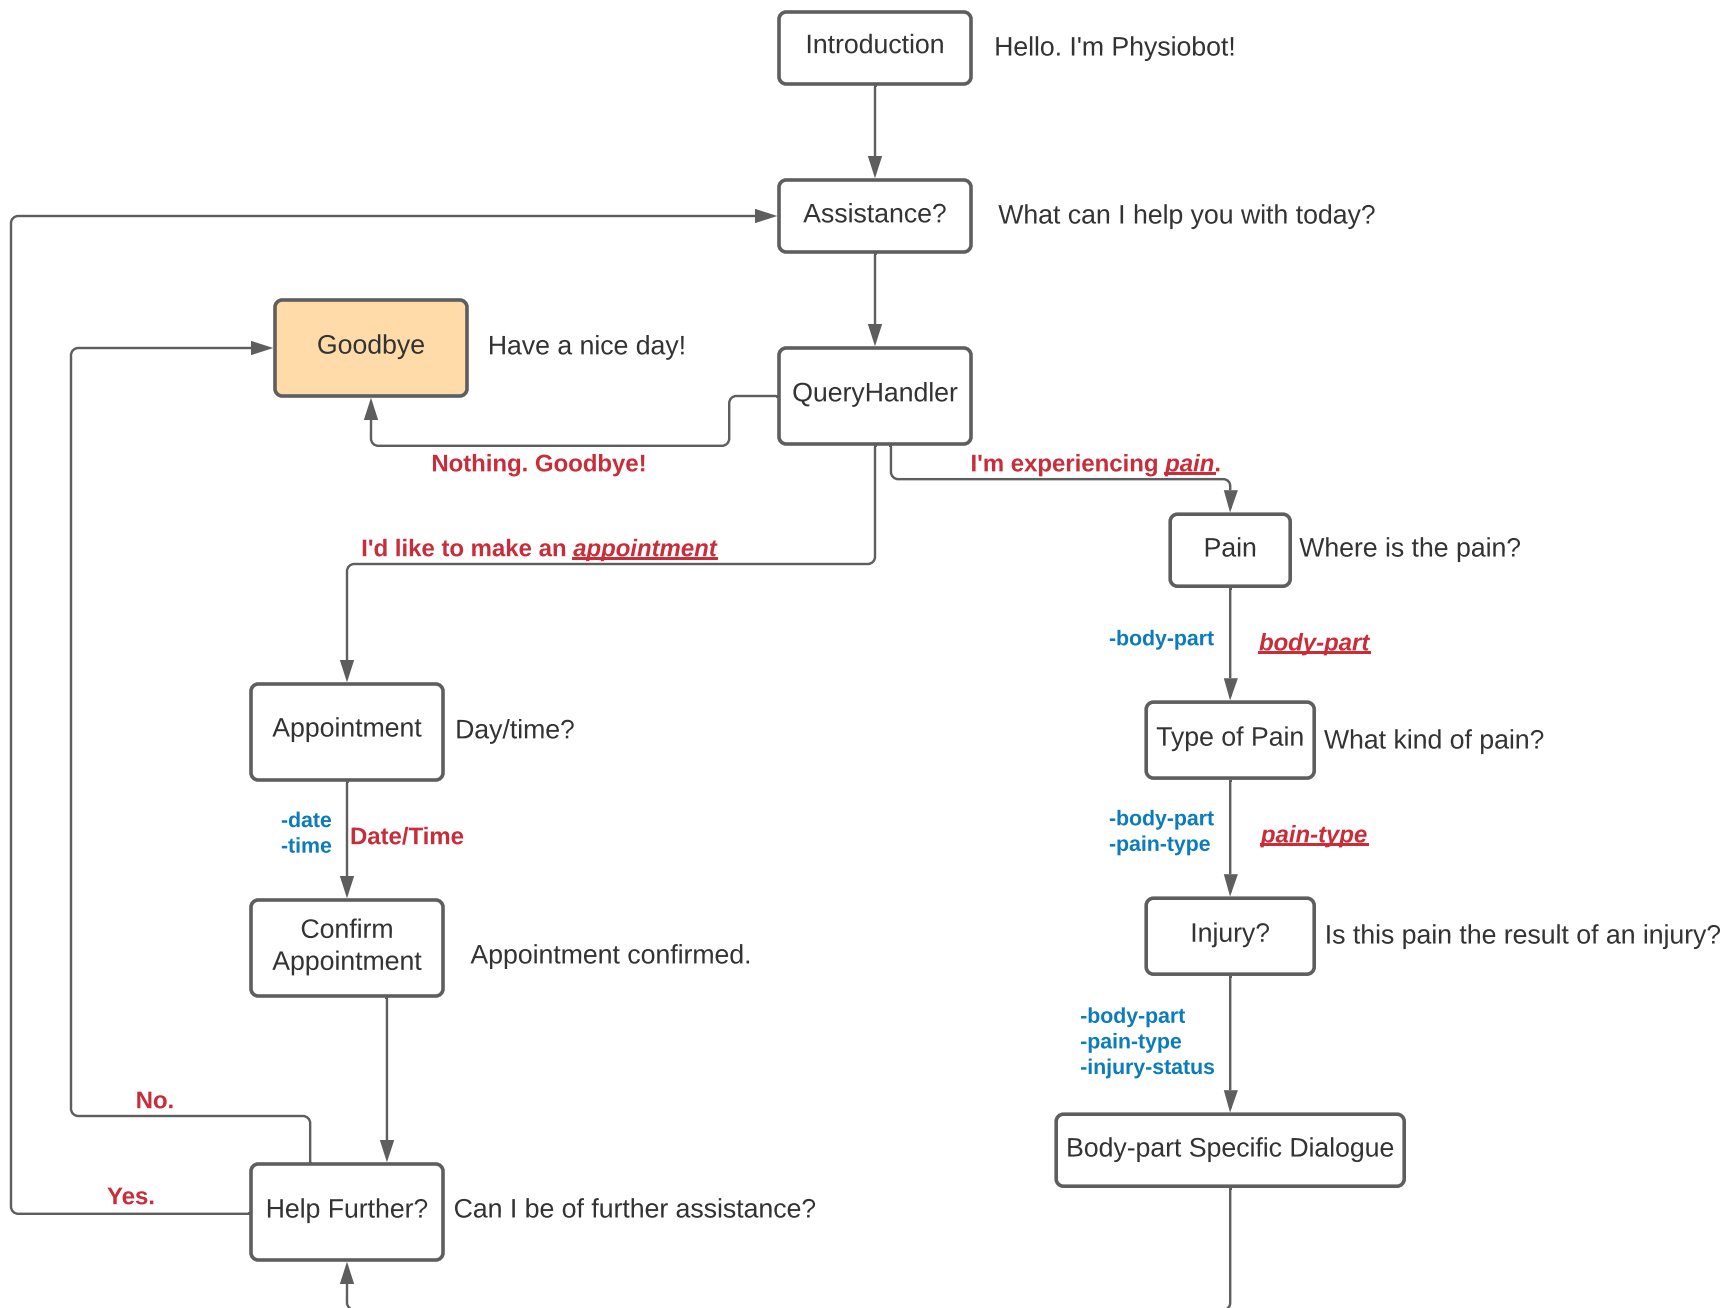 Introduction
Hello. I'm Physiobot!
Assistance?
What can I help you with today?
Goodbye
Have a nice day!
QueryHandler
Nothing. Goodbye!
I'm experiencing pain.
I'd like to make an appointment
Pain
Where is the pain?
-body-part
body-part
Appointment
Day/time?
Type of Pain
What kind of pain?
-date
-time
Date/Time
-body-part
-pain-type
pain-type
Confirm
Appointment
Appointment confirmed.
Injury?
Is this pain the result of an injury?
-body-part
-pain-type
-injury-status
No.
Body-part Specific Dialogue
Yes.
Help Further?
Can I be of further assistance?